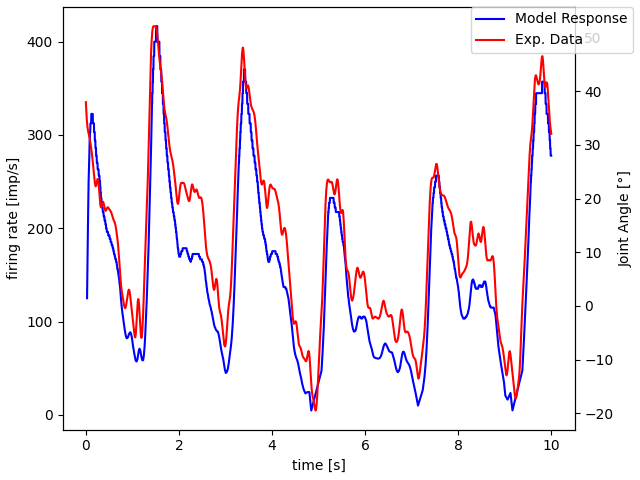 Model Response
Exp. Data
400
300
200
100
0
50
40
30
20
10
0
−10
−20
firing rate [imp/s]
Joint Angle [°]
0 2 4 6 8 10
time [s]